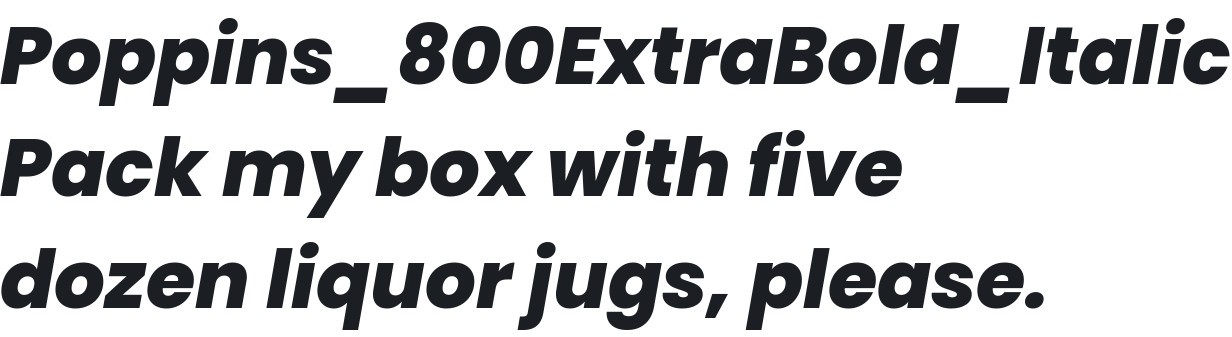 Poppins_800ExtraBold_Italic
Pack my box with five
dozen liquor jugs, please.